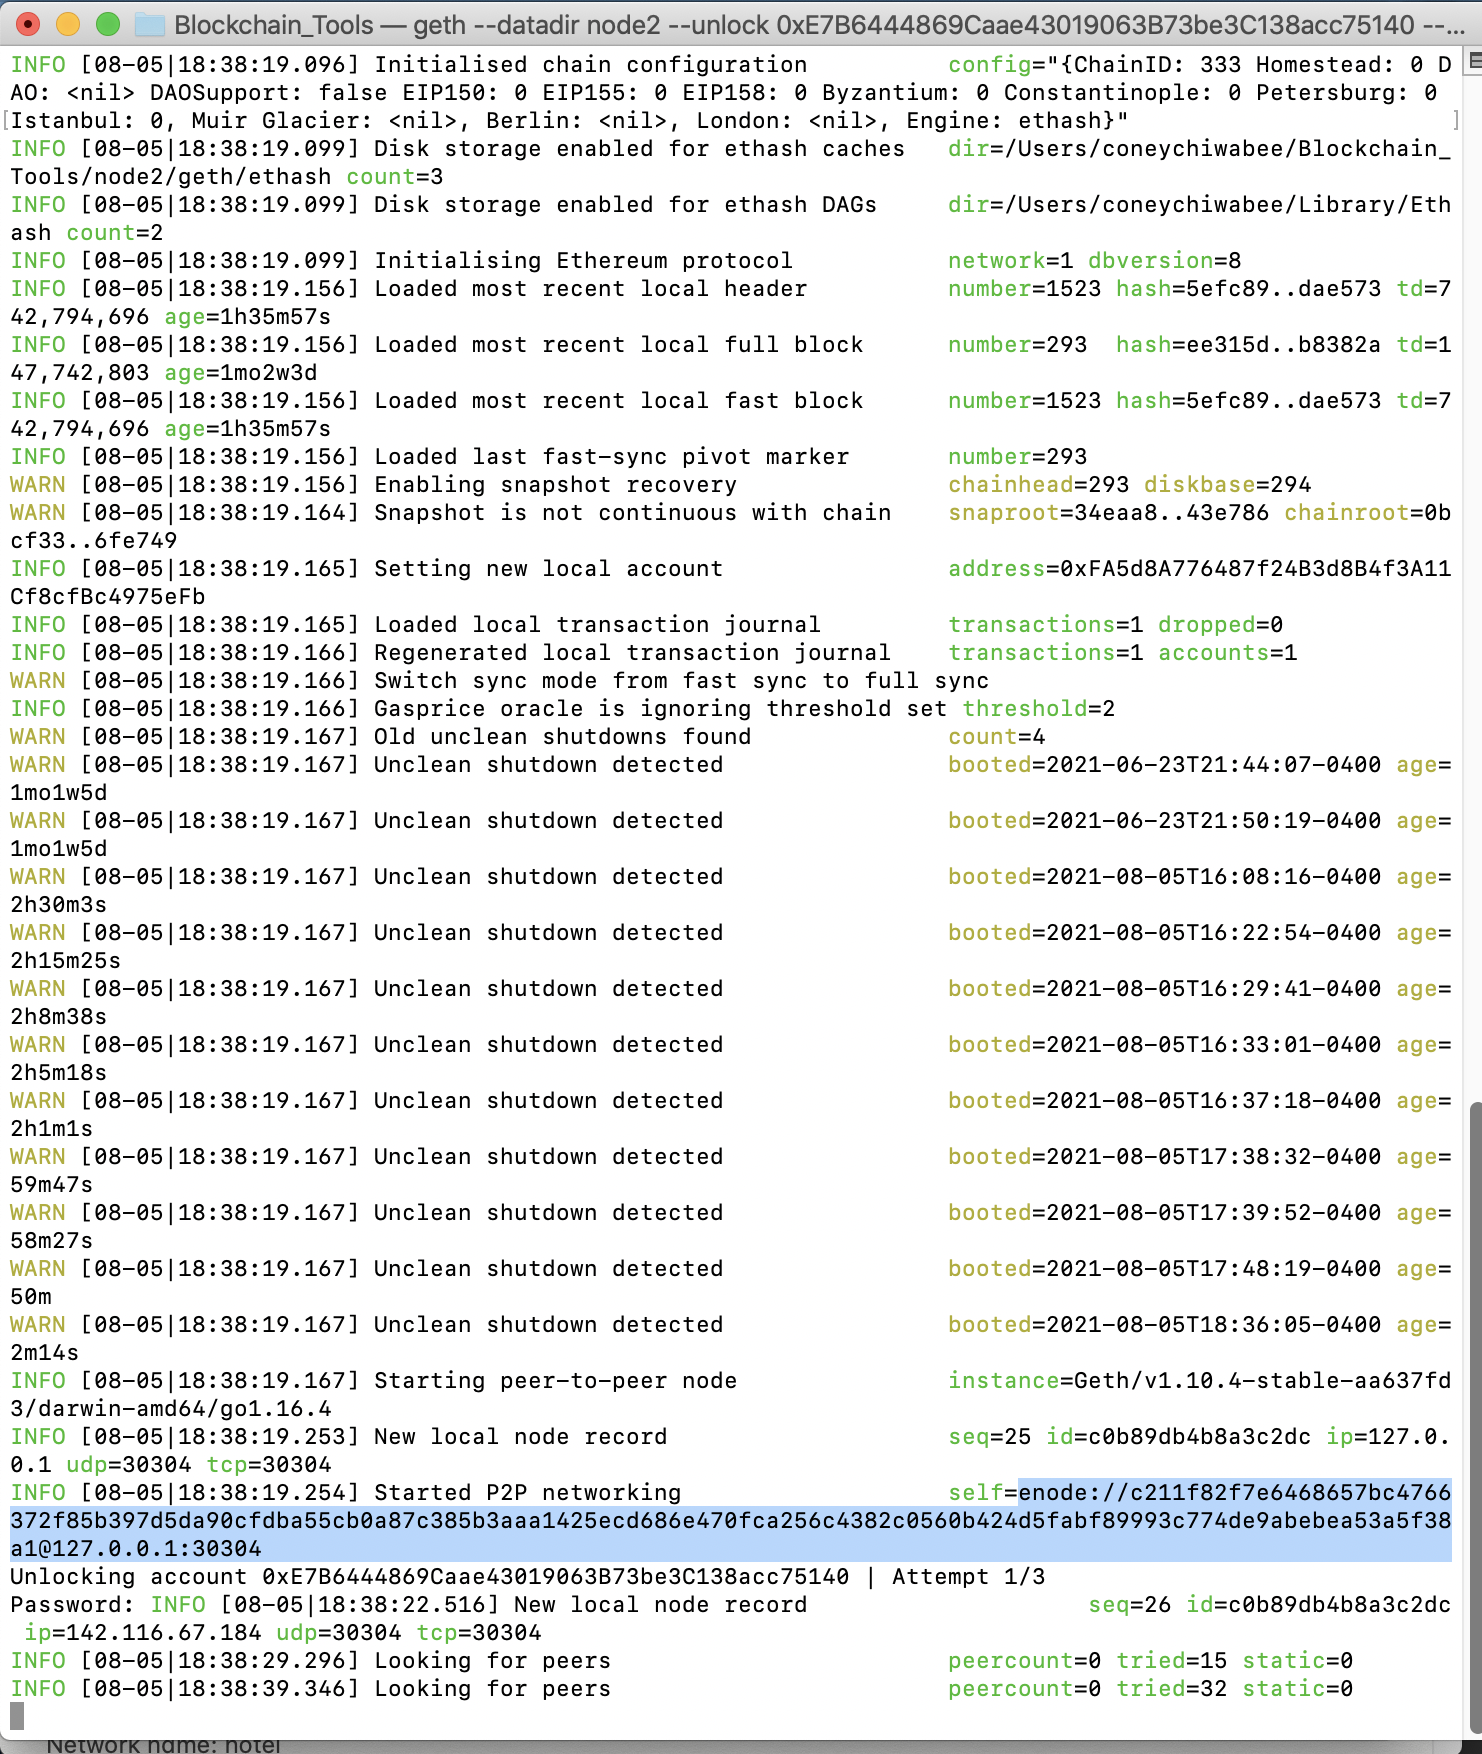 Blockchain_Tools — geth --datadir node2 --unlock 0xE7B6444869Caae43019063B73be3C138acc75140 --...
INFO [08-05|18:38:19.096] Initialised chain configuration          config="{ChainID: 333 Homestead: 0 D
AO: <nil> DAOSupport: false EIP150: 0 EIP155: 0 EIP158: 0 Byzantium: 0 Constantinople: 0 Petersburg: 0
Istanbul: 0, Muir Glacier: <nil>, Berlin: <nil>, London: <nil>, Engine: ethash}"
INFO [08-05|18:38:19.099] Disk storage enabled for ethash caches   dir=/Users/coneychiwabee/Blockchain_
Tools/node2/geth/ethash count=3
INFO [08-05|18:38:19.099] Disk storage enabled for ethash DAGs     dir=/Users/coneychiwabee/Library/Eth
ash count=2
INFO [08-05|18:38:19.099] Initialising Ethereum protocol           network=1 dbversion=8
INFO [08-05|18:38:19.156] Loaded most recent local header          number=1523 hash=5efc89..dae573 td=7
42,794,696 age=1h35m57s
INFO [08-05|18:38:19.156] Loaded most recent local full block      number=293  hash=ee315d..b8382a td=1
47,742,803 age=1mo2w3d
INFO [08-05|18:38:19.156] Loaded most recent local fast block      number=1523 hash=5efc89..dae573 td=7
42,794,696 age=1h35m57s
INFO [08-05|18:38:19.156] Loaded last fast-sync pivot marker       number=293
WARN [08-05|18:38:19.156] Enabling snapshot recovery               chainhead=293 diskbase=294
WARN [08-05|18:38:19.164] Snapshot is not continuous with chain    snaproot=34eaa8..43e786 chainroot=0b
cf33..6fe749
INFO [08-05|18:38:19.165] Setting new local account                address=0xFA5d8A776487f24B3d8B4f3A11
Cf8cfBc4975eFb
INFO [08-05|18:38:19.165] Loaded local transaction journal         transactions=1 dropped=0
INFO [08-05|18:38:19.166] Regenerated local transaction journal    transactions=1 accounts=1
WARN [08-05|18:38:19.166] Switch sync mode from fast sync to full sync
INFO [08-05|18:38:19.166] Gasprice oracle is ignoring threshold set threshold=2
WARN [08-05|18:38:19.167] Old unclean shutdowns found              count=4
WARN [08-05|18:38:19.167] Unclean shutdown detected                booted=2021-06-23T21:44:07-0400 age=
1mo1w5d
WARN [08-05|18:38:19.167] Unclean shutdown detected                booted=2021-06-23T21:50:19-0400 age=
1mo1w5d
WARN [08-05|18:38:19.167] Unclean shutdown detected                booted=2021-08-05T16:08:16-0400 age=
2h30m3s
WARN [08-05|18:38:19.167] Unclean shutdown detected                booted=2021-08-05T16:22:54-0400 age=
2h15m25s
WARN [08-05|18:38:19.167] Unclean shutdown detected                booted=2021-08-05T16:29:41-0400 age=
2h8m38s
WARN [08-05|18:38:19.167] Unclean shutdown detected                booted=2021-08-05T16:33:01-0400 age=
2h5m18s
WARN [08-05|18:38:19.167] Unclean shutdown detected                booted=2021-08-05T16:37:18-0400 age=
2h1m1s
WARN [08-05|18:38:19.167] Unclean shutdown detected                booted=2021-08-05T17:38:32-0400 age=
59m47s
WARN [08-05|18:38:19.167] Unclean shutdown detected                booted=2021-08-05T17:39:52-0400 age=
58m27s
WARN [08-05|18:38:19.167] Unclean shutdown detected                booted=2021-08-05T17:48:19-0400 age=
50m
WARN [08-05|18:38:19.167] Unclean shutdown detected                booted=2021-08-05T18:36:05-0400 age=
2m14s
INFO [08-05|18:38:19.167] Starting peer-to-peer node               instance=Geth/v1.10.4-stable-aa637fd
3/darwin-amd64/go1.16.4
INFO [08-05|18:38:19.253] New local node record                    seq=25 id=c0b89db4b8a3c2dc ip=127.0.
0.1 udp=30304 tcp=30304
INFO [08-05|18:38:19.254] Started P2P networking                   self=enode://c211f82f7e6468657bc4766
372f85b397d5da90cfdba55cb0a87c385b3aaa1425ecd686e470fca256c4382c0560b424d5fabf89993c774de9abebea53a5f38
a1@127.0.0.1:30304
Unlocking account 0xE7B6444869Caae43019063B73be3C138acc75140 | Attempt 1/3
Password: INFO [08-05|18:38:22.516] New local node record                    seq=26 id=c0b89db4b8a3c2dc
 ip=142.116.67.184 udp=30304 tcp=30304
INFO [08-05|18:38:29.296] Looking for peers                        peercount=0 tried=15 static=0
INFO [08-05|18:38:39.346] Looking for peers                        peercount=0 tried=32 static=0
Network name: hotel